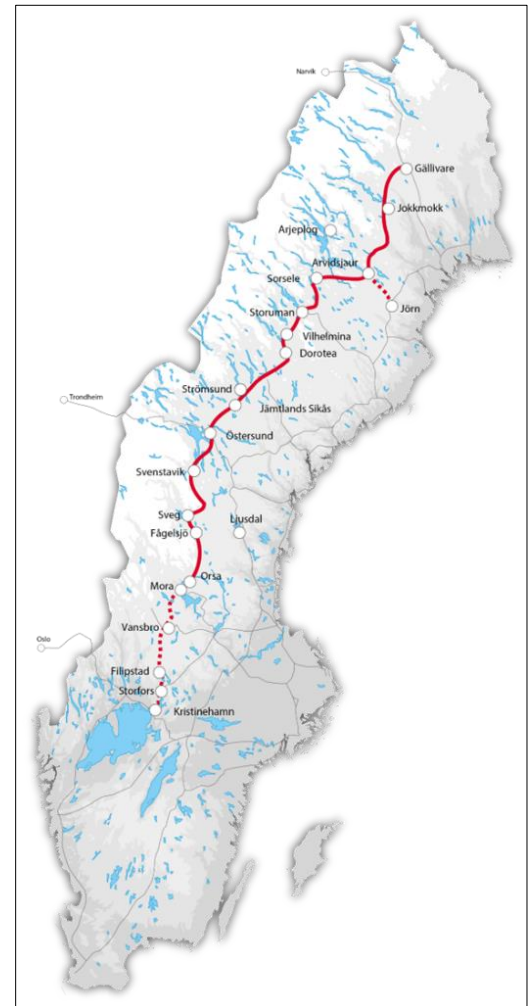 Narvik
Gällivare
Jokkmokk
Arjeplog
Arvidsjaur
Sorsele
Jörn
Storuman
Vilhelmina
Dorotea
Strömsund
Trondheim
Jämtlands Sikås
Östersund
Svenstavik
Sveg
Ljusdal
Fågelsjö
Orsa
Mora
Vansbro
Oslo
Filipstad
Storfors
Kristinehamn